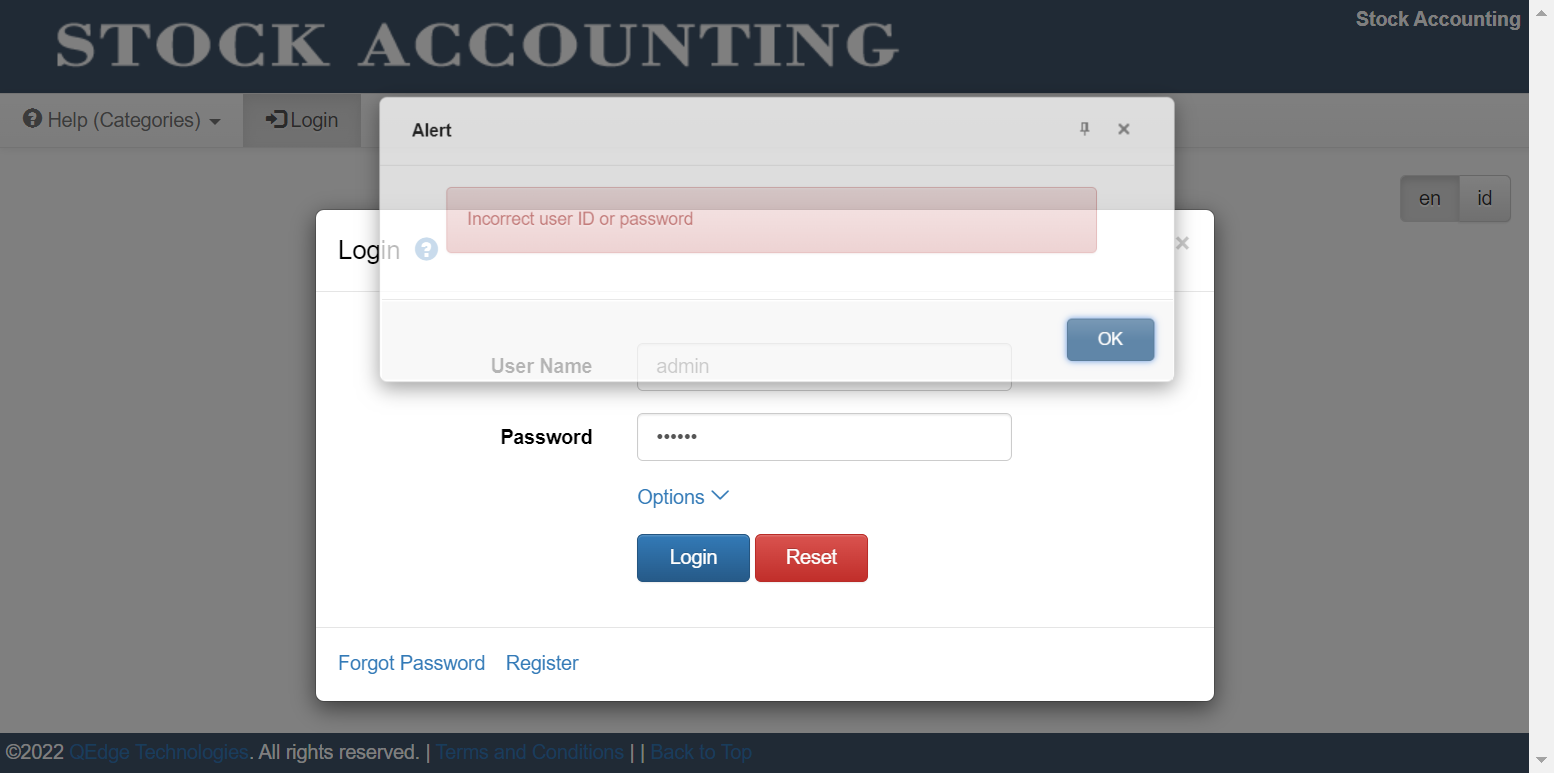 STOCK ACCOUNTING
Stock Accounting
Help (Categories)
Login
Alert
en
id
Incorrect user ID or password
Login
OK
User Name
admin
Password
••••••
Options
Login
Reset
Forgot Password
Register
©2022 QEdge Technologies. All rights reserved. | Terms and Conditions | | Back to Top